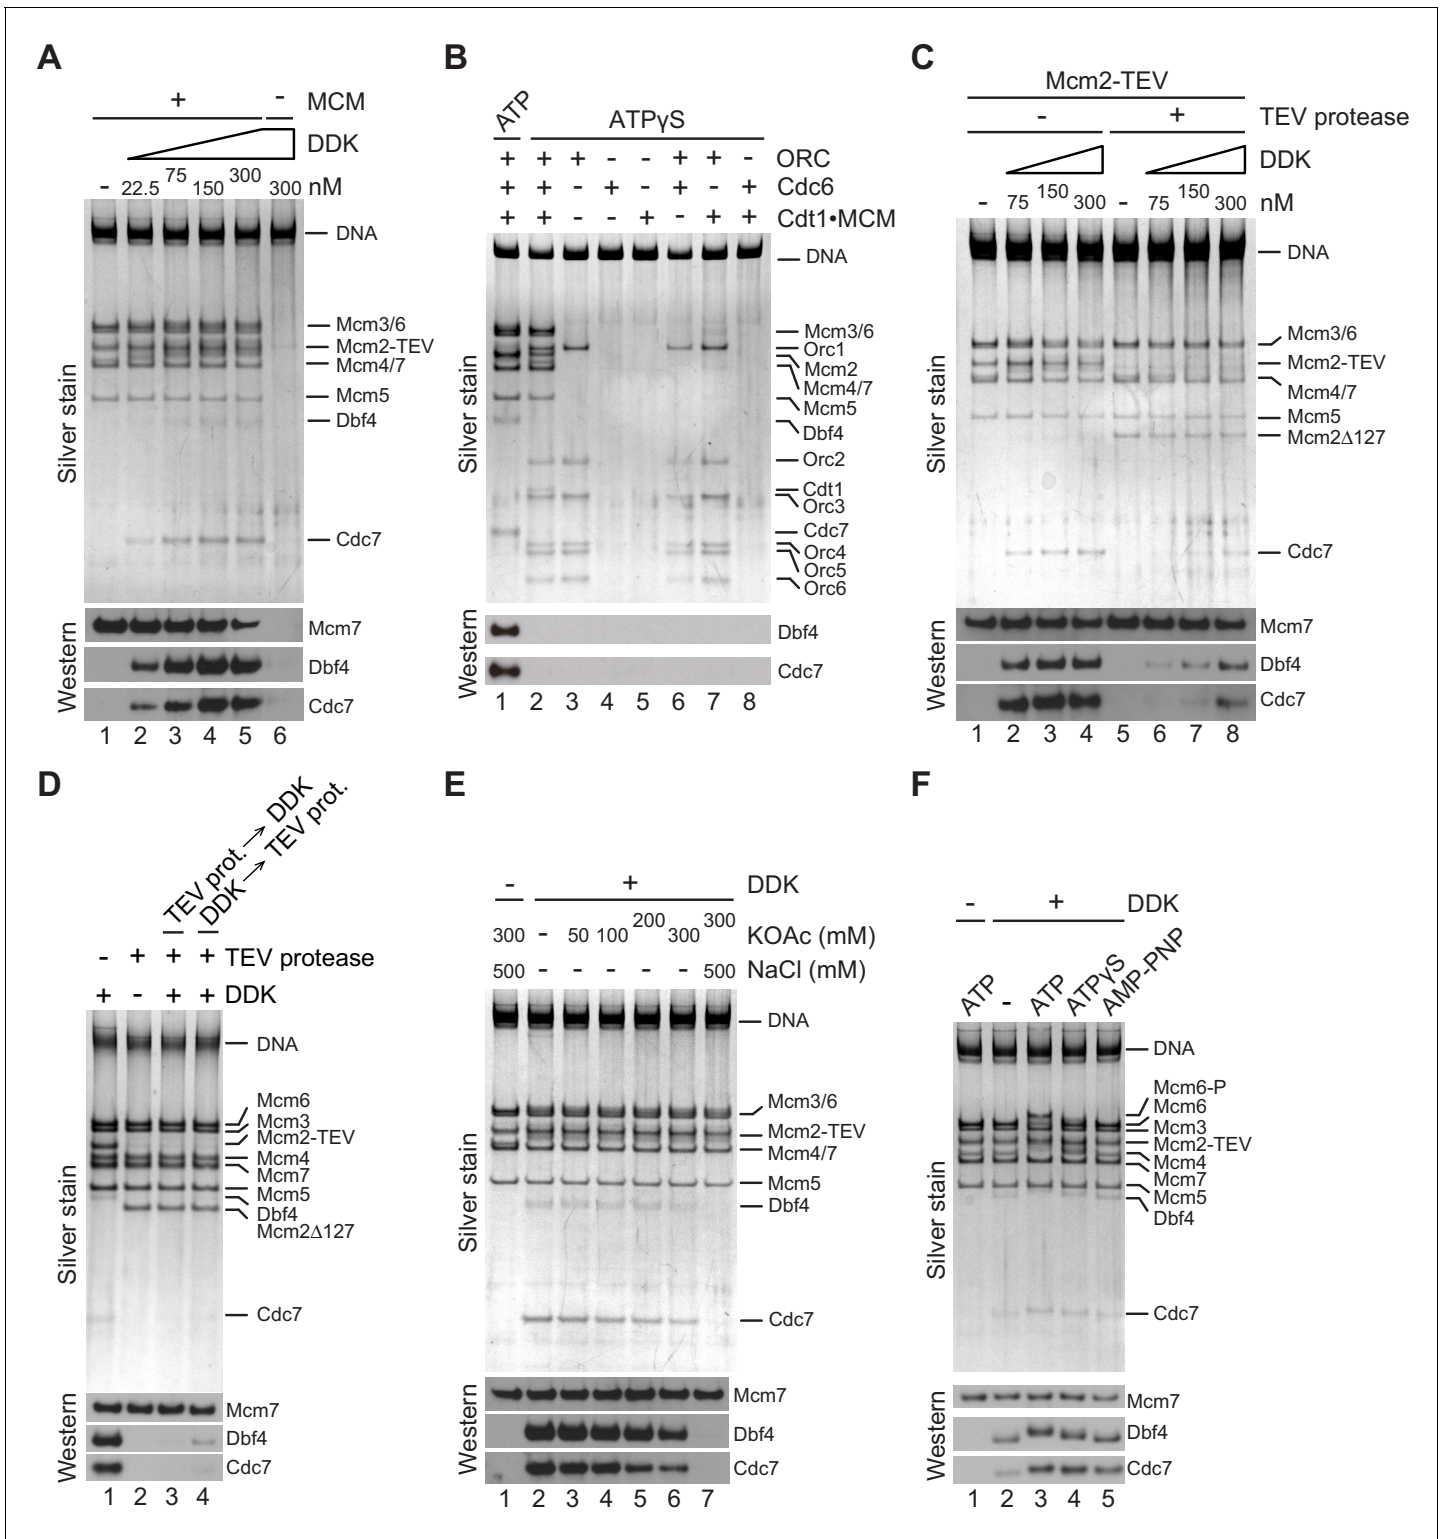 A
+ - MCM
DDK
- 22.5 75 150 300 300 nM
DNA
Mcm3/6
Mcm2-TEV
Mcm4/7
Mcm5
Dbf4
Cdc7
Silver stain
Western
Mcm7
Dbf4
Cdc7
1 2 3 4 5 6
B
ATP ATPγS
+ + + - - + + - ORC
+ + - + - + - + Cdc6
+ + - - + - + + Cdt1•MCM
DNA
Mcm3/6
Orc1
Mcm2
Mcm4/7
Mcm5
Dbf4
Orc2
Cdt1
Orc3
Cdc7
Orc4
Orc5
Orc6
Silver stain
Western
Dbf4
Cdc7
1 2 3 4 5 6 7 8
C
Mcm2-TEV
- + TEV protease
DDK
- 75 150 300 - 75 150 300 nM
DNA
Mcm3/6
Mcm2-TEV
Mcm4/7
Mcm5
Mcm2Δ127
Cdc7
Silver stain
Western
Mcm7
Dbf4
Cdc7
1 2 3 4 5 6 7 8
D
TEV prot. → DDK
DDK → TEV prot.
- + + + TEV protease
+ - + + DDK
DNA
Mcm6
Mcm3
Mcm2-TEV
Mcm4
Mcm7
Mcm5
Dbf4
Mcm2Δ127
Cdc7
Silver stain
Western
Mcm7
Dbf4
Cdc7
1 2 3 4
E
- + DDK
300 - 50 100 200 300 300 KOAc (mM)
500 - - - - - 500 NaCl (mM)
DNA
Mcm3/6
Mcm2-TEV
Mcm4/7
Mcm5
Dbf4
Cdc7
Silver stain
Western
Mcm7
Dbf4
Cdc7
1 2 3 4 5 6 7
F
- + DDK
ATP - ATP ATPγS AMP-PNP
DNA
Mcm6-P
Mcm6
Mcm3
Mcm2-TEV
Mcm4
Mcm7
Mcm5
Dbf4
Cdc7
Silver stain
Western
Mcm7
Dbf4
Cdc7
1 2 3 4 5